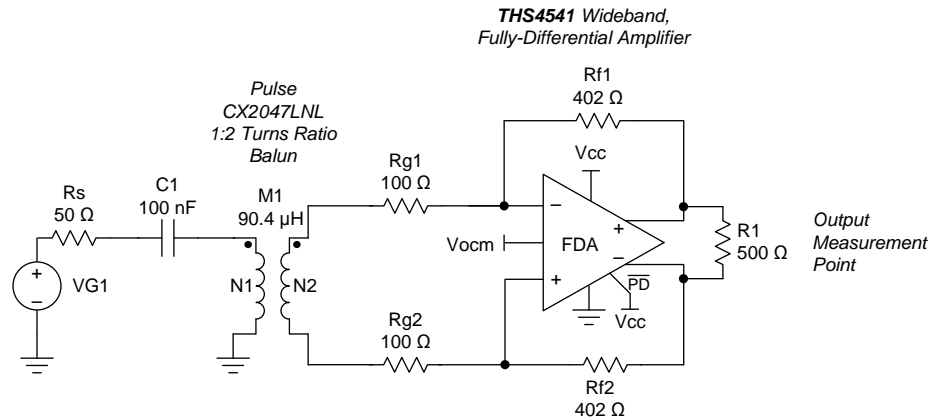 THS4541 Wideband,
Fully-Differential Amplifier
Rf1
402 Ω
Pulse
CX2047LNL
1:2 Turns Ratio
Balun
Vcc
Rg1
100 Ω
C1
100 nF
M1
90.4 µH
Rs
50 Ω
−
+
R1
500 Ω
Output
Measurement
Point
Vocm
FDA
+
−
VG1
N1
N2
−
+
PD
Vcc
Rg2
100 Ω
Rf2
402 Ω